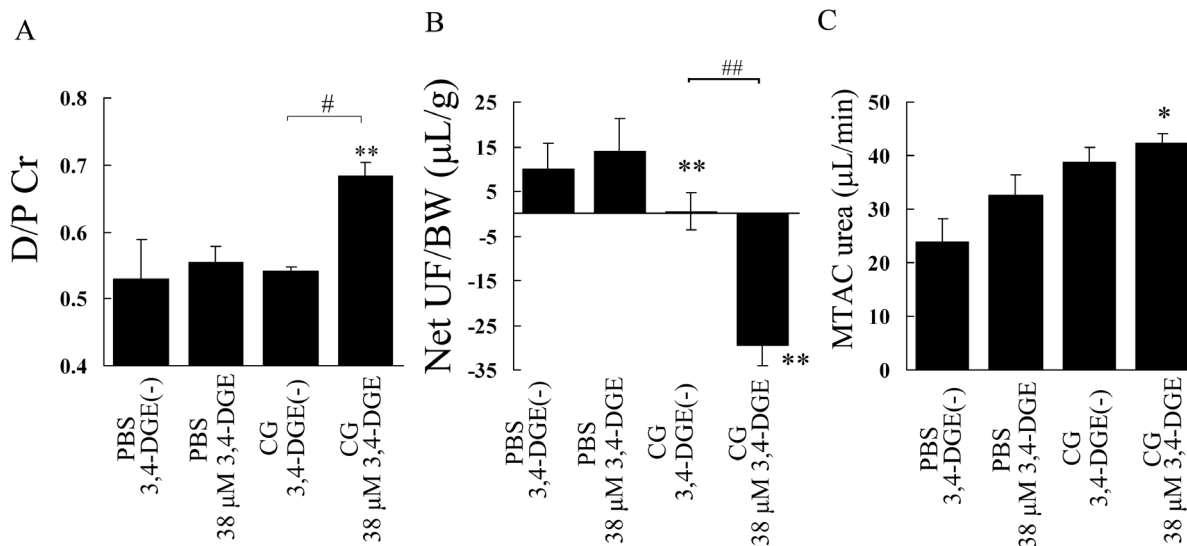 A
D/P Cr
0.8
0.7
0.6
0.5
0.4
#
**
PBS
3,4-DGE(-)
PBS
38 μM 3,4-DGE
CG
3,4-DGE(-)
CG
38 μM 3,4-DGE
B
Net UF/BW (μL/g)
25
15
5
-5
-15
-25
-35
##
**
**
PBS
3,4-DGE(-)
PBS
38 μM 3,4-DGE
CG
3,4-DGE(-)
CG
38 μM 3,4-DGE
C
MTAC urea (μL/min)
50
40
30
20
10
0
*
PBS
3,4-DGE(-)
PBS
38 μM 3,4-DGE
CG
3,4-DGE(-)
CG
38 μM 3,4-DGE